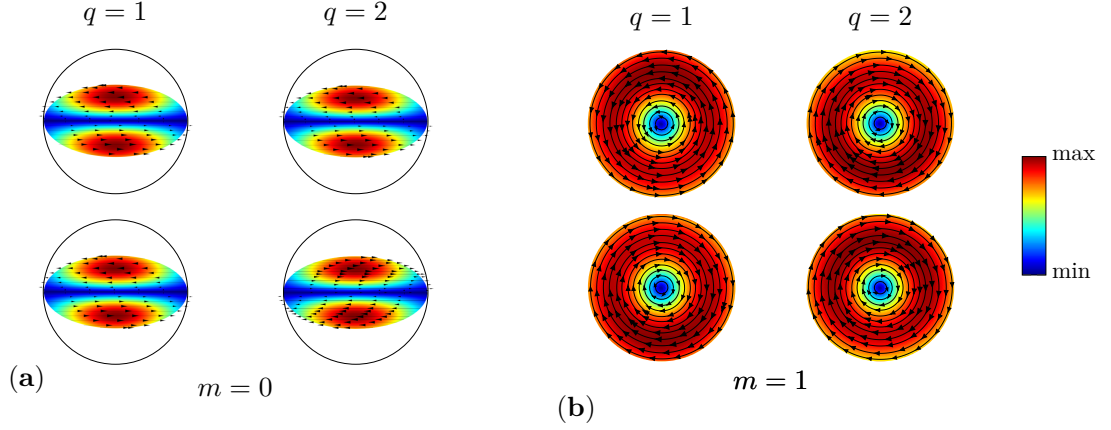 q = 1
q = 2
q = 1
q = 2
max
min
(a)
m = 0
m = 1
(b)